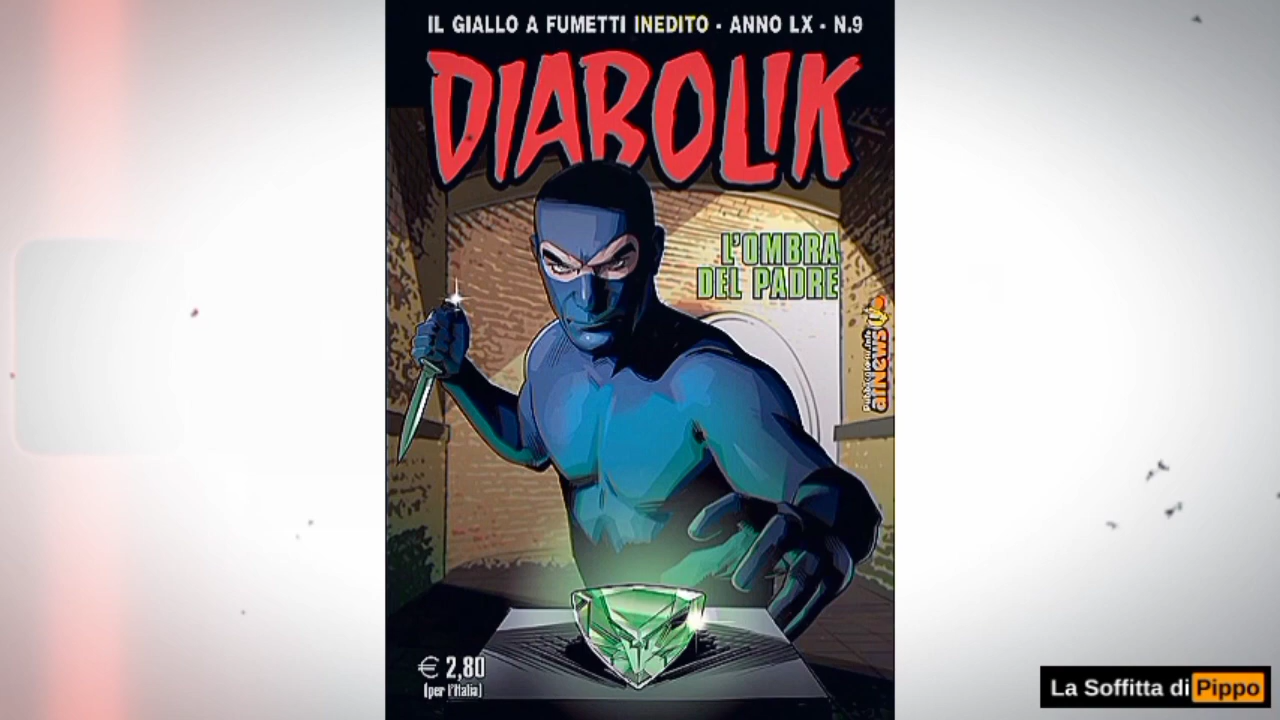 IL GIALLO A FUMETTI INEDITO - ANNO LX - N.9
DIABOLIK
L'OMBRA
DEL PADRE
afNews
€ 2,80
(per l'Italia)
La Soffitta di Pippo